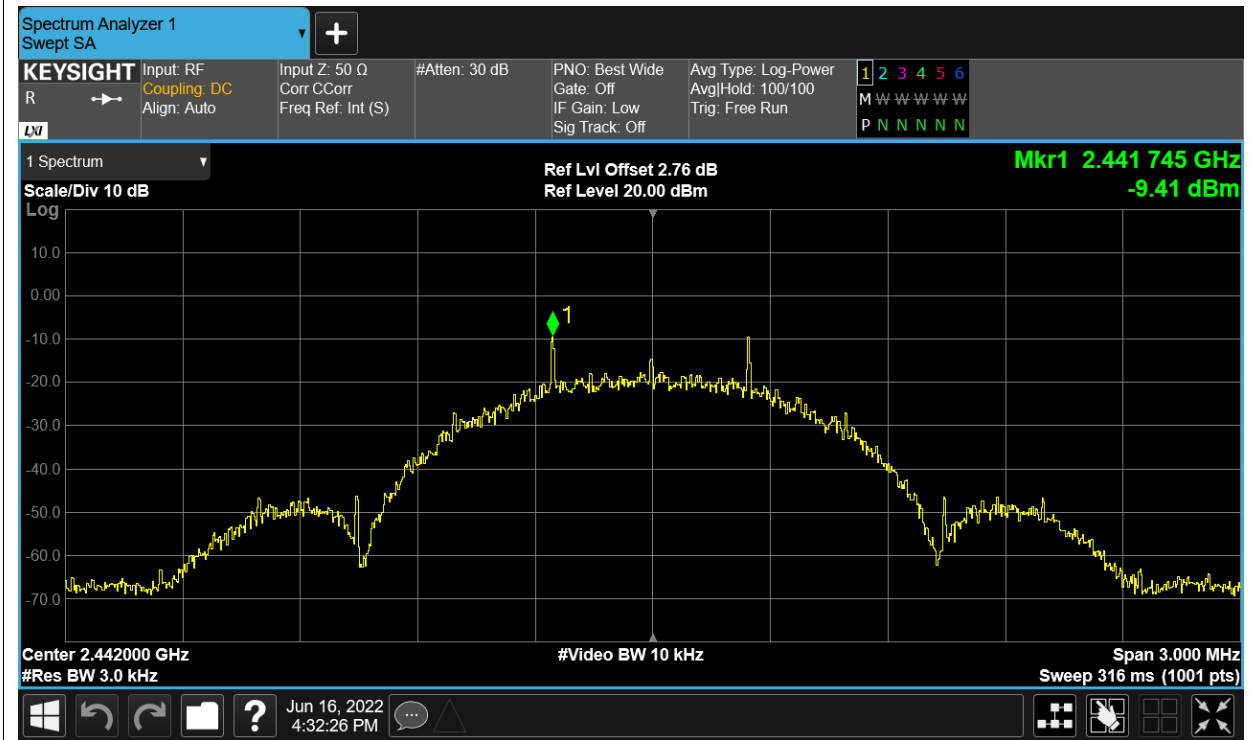 Spectrum Analyzer 1
Swept SA
KEYSIGHT
R
LXI
Input: RF
Coupling: DC
Align: Auto
Input Z: 50 Ω
Corr CCorr
Freq Ref: Int (S)
#Atten: 30 dB
PNO: Best Wide
Gate: Off
IF Gain: Low
Sig Track: Off
Avg Type: Log-Power
Avg|Hold: 100/100
Trig: Free Run
1 2 3 4 5 6
M W W W W W
P N N N N N
1 Spectrum
Scale/Div 10 dB
Ref Lvl Offset 2.76 dB
Ref Level 20.00 dBm
Mkr1 2.441 745 GHz
-9.41 dBm
Log
10.0
0.00
-10.0
-20.0
-30.0
-40.0
-50.0
-60.0
-70.0
1
Center 2.442000 GHz
#Video BW 10 kHz
Span 3.000 MHz
#Res BW 3.0 kHz
Sweep 316 ms (1001 pts)
?
Jun 16, 2022
4:32:26 PM